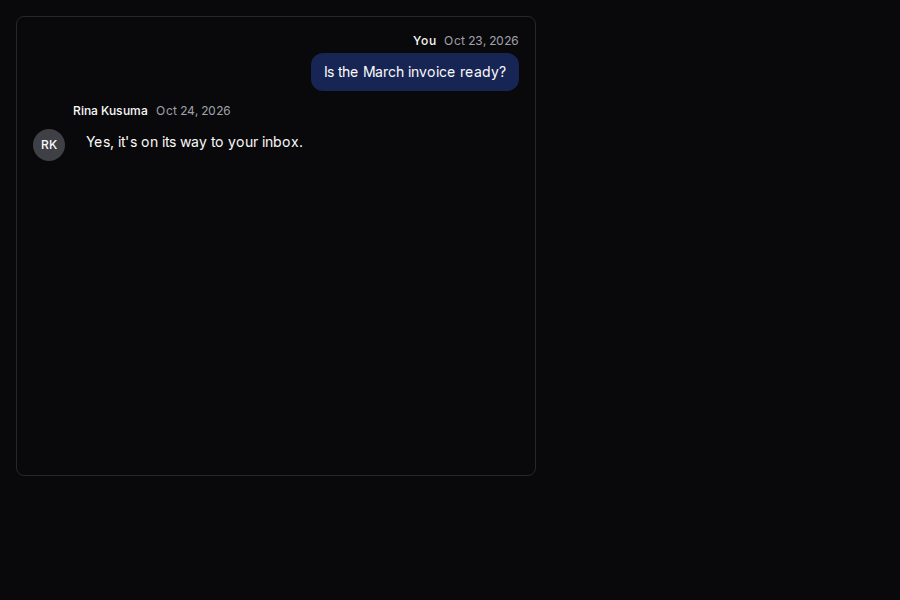 You Oct 23, 2026
Is the March invoice ready?
Rina Kusuma Oct 24, 2026
RK Yes, it's on its way to your inbox.